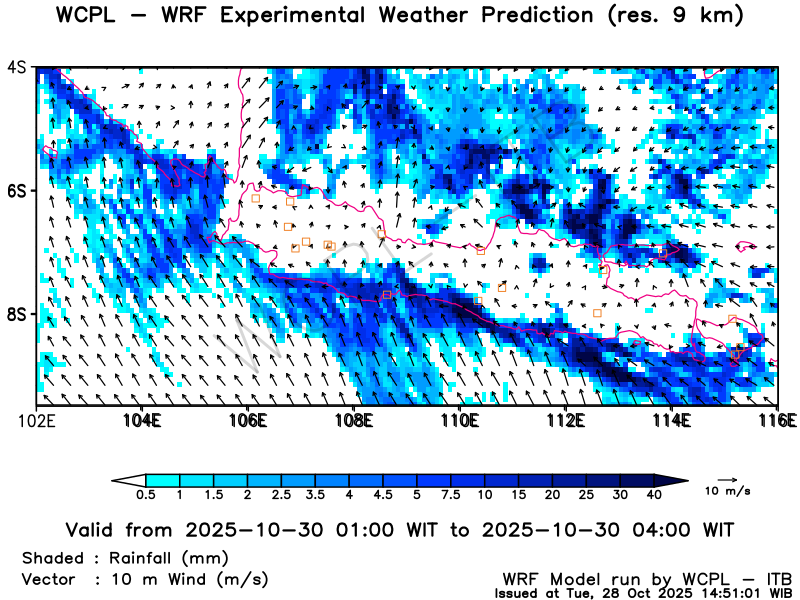 WCPL – WRF Experimental Weather Prediction (res. 9 km)
4S
6S
8S
102E 104E 106E 108E 110E 112E 114E 116E
0.5 1 1.5 2 2.5 3.5 4 4.5 5 7.5 10 15 20 25 30 40
10 m/s
Valid from 2025-10-30 01:00 WIT to 2025-10-30 04:00 WIT
Shaded : Rainfall (mm)
Vector : 10 m Wind (m/s)
WRF Model run by WCPL – ITB
Issued at Tue, 28 Oct 2025 14:51:01 WIB